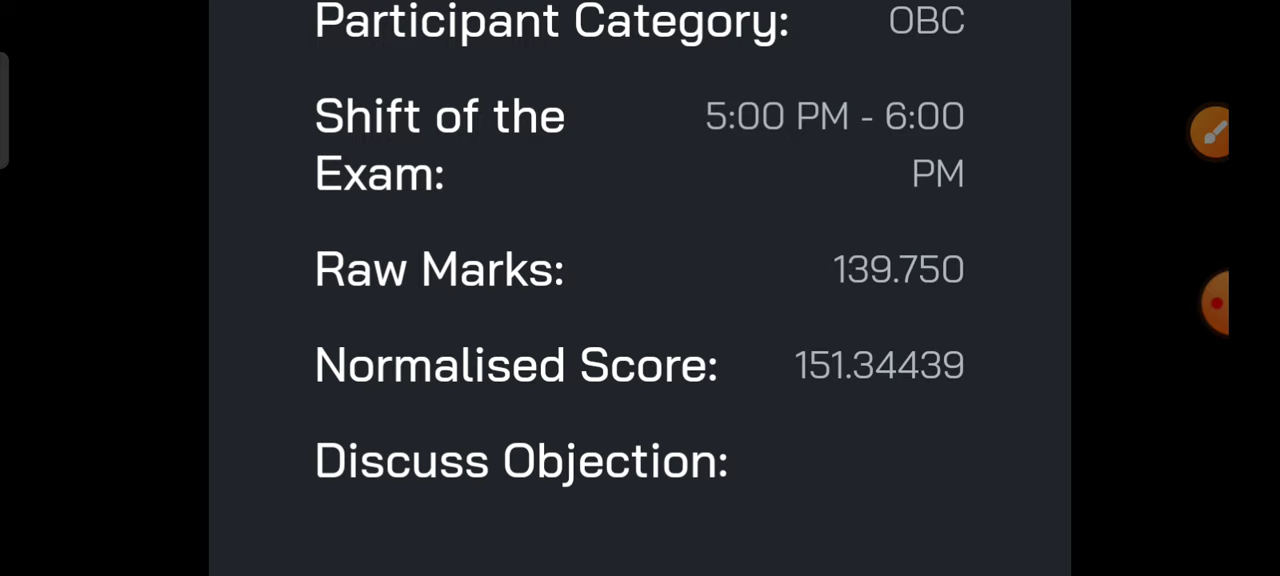 Participant Category: OBC
Shift of the 5:00 PM - 6:00
Exam: PM
Raw Marks: 139.750
Normalised Score: 151.34439
Discuss Objection: